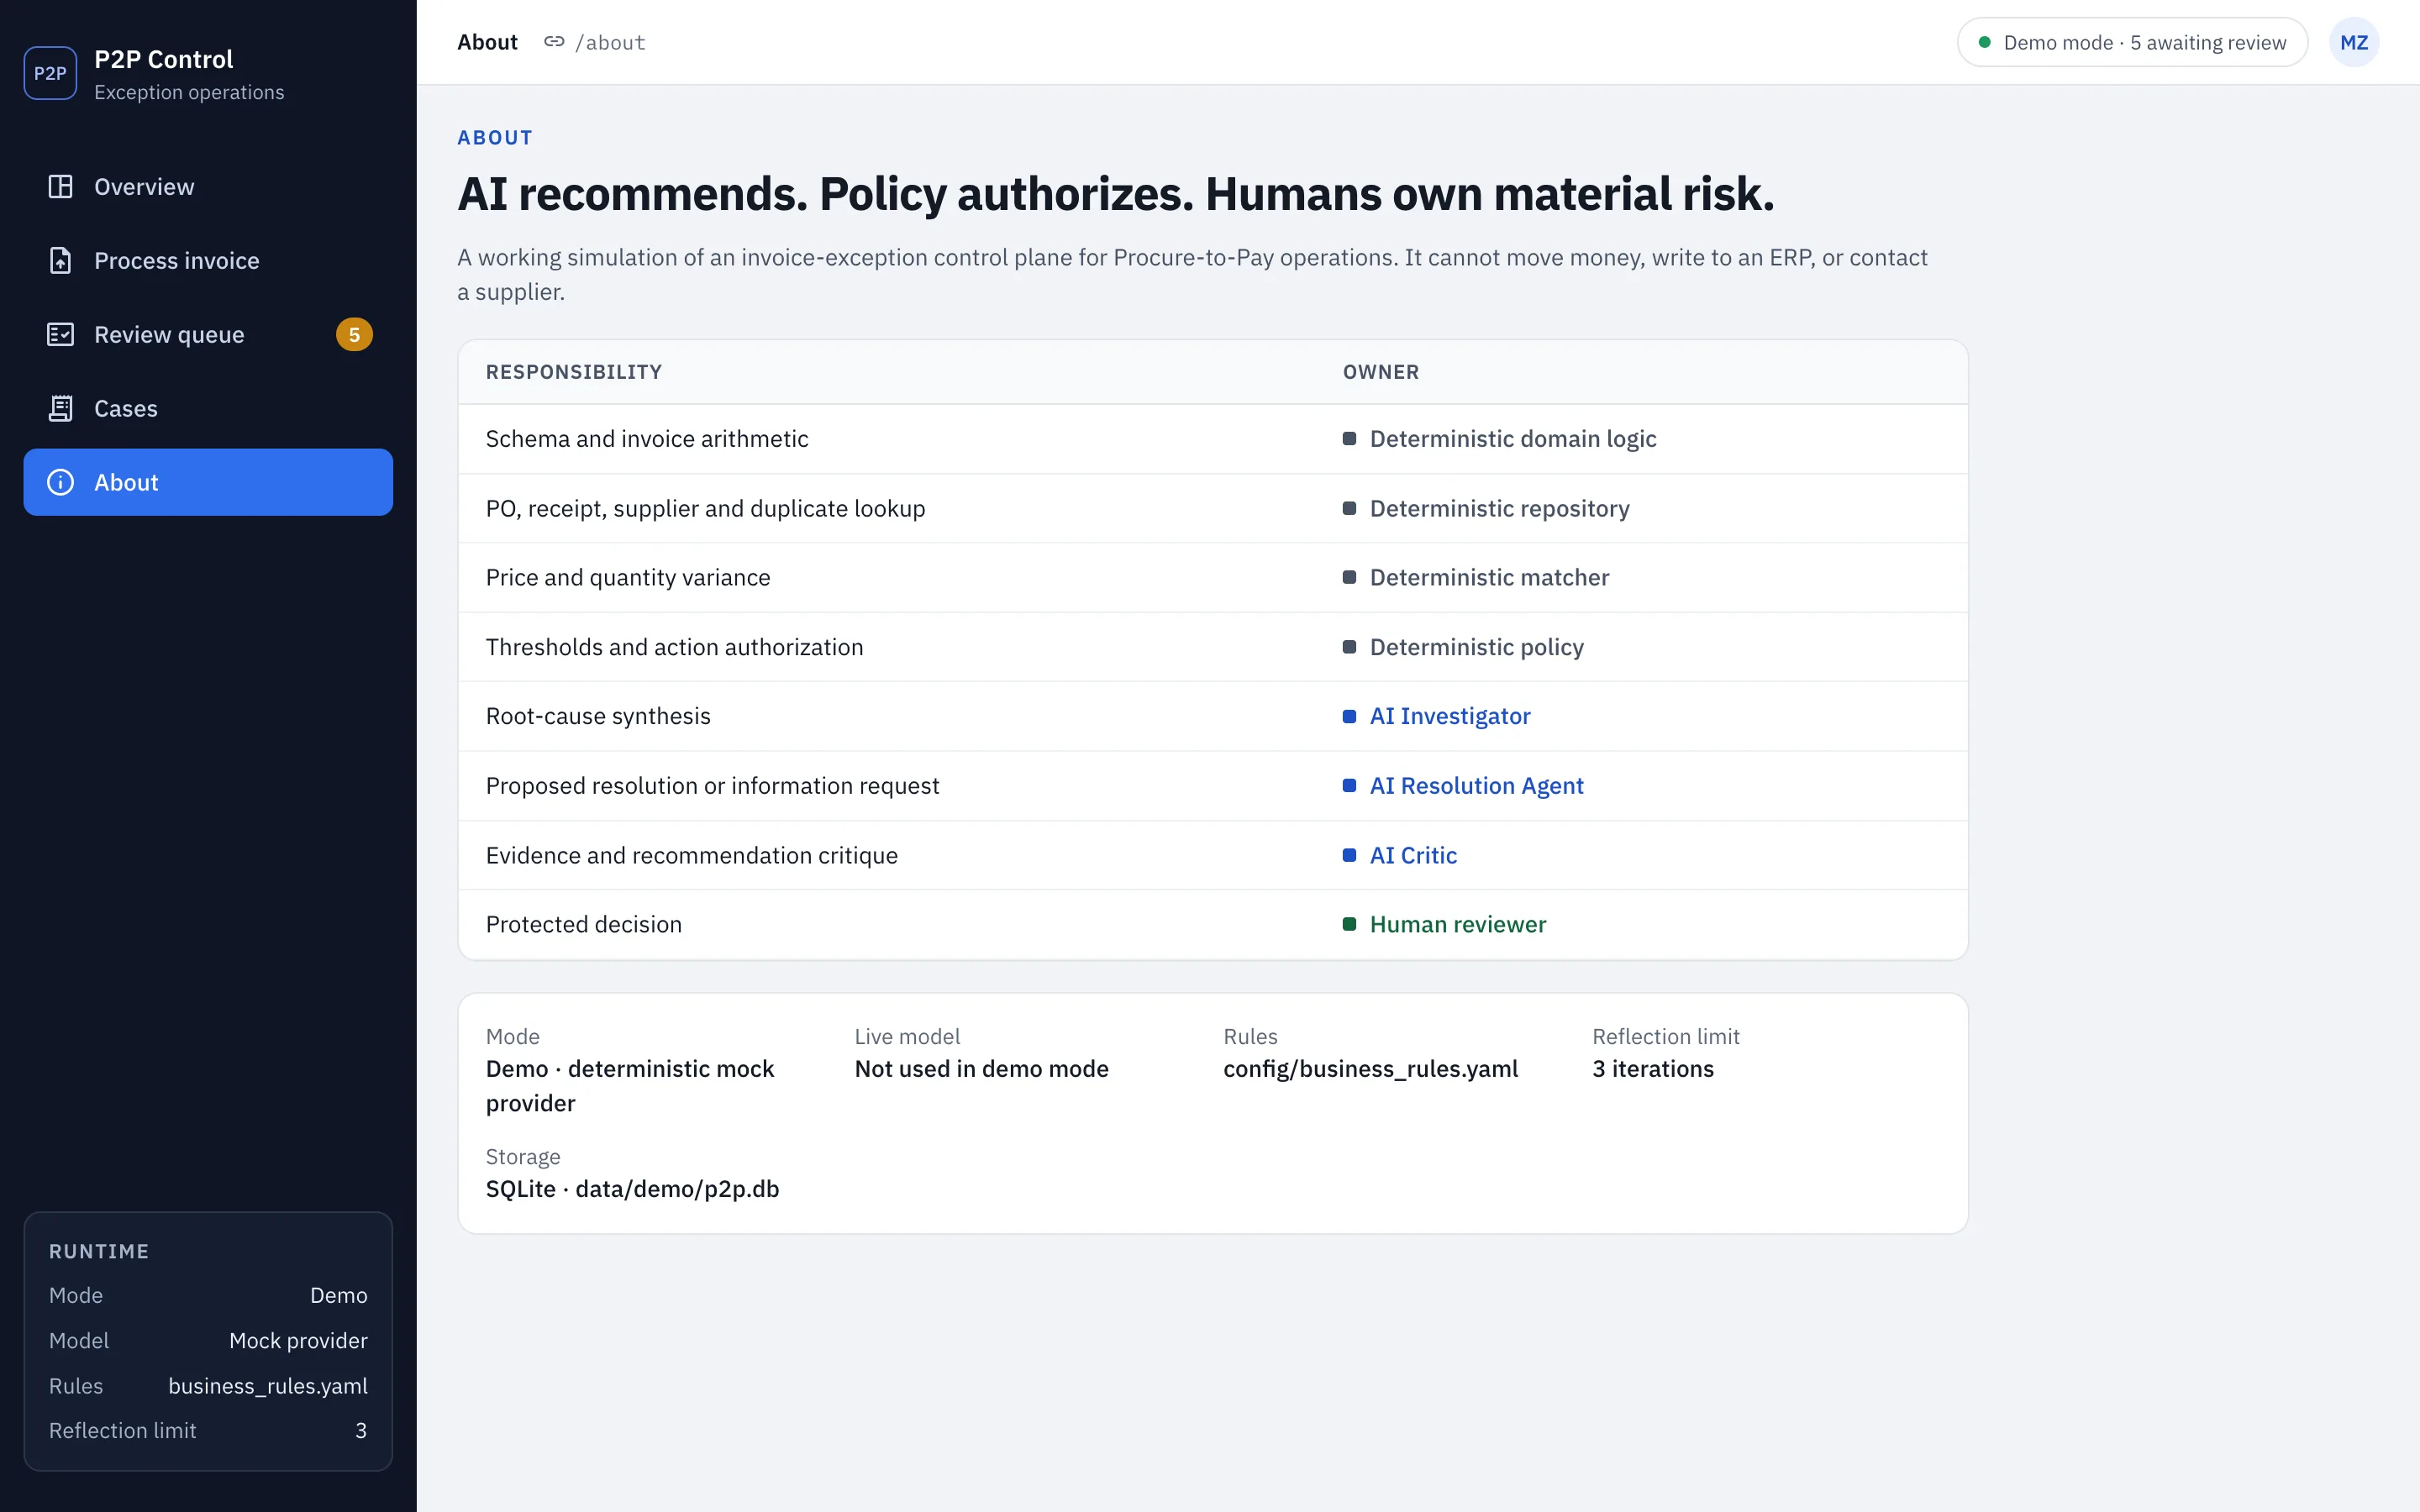 P2P
P2P Control
Exception operations
Overview
Process invoice
Review queue 5
Cases
About
RUNTIME
Mode Demo
Model Mock provider
Rules business_rules.yaml
Reflection limit 3
About /about
Demo mode · 5 awaiting review
MZ
ABOUT
AI recommends. Policy authorizes. Humans own material risk.
A working simulation of an invoice-exception control plane for Procure-to-Pay operations. It cannot move money, write to an ERP, or contact
a supplier.
RESPONSIBILITY OWNER
Schema and invoice arithmetic Deterministic domain logic
PO, receipt, supplier and duplicate lookup Deterministic repository
Price and quantity variance Deterministic matcher
Thresholds and action authorization Deterministic policy
Root-cause synthesis AI Investigator
Proposed resolution or information request AI Resolution Agent
Evidence and recommendation critique AI Critic
Protected decision Human reviewer
Mode
Demo · deterministic mock
provider
Live model
Not used in demo mode
Rules
config/business_rules.yaml
Reflection limit
3 iterations
Storage
SQLite · data/demo/p2p.db